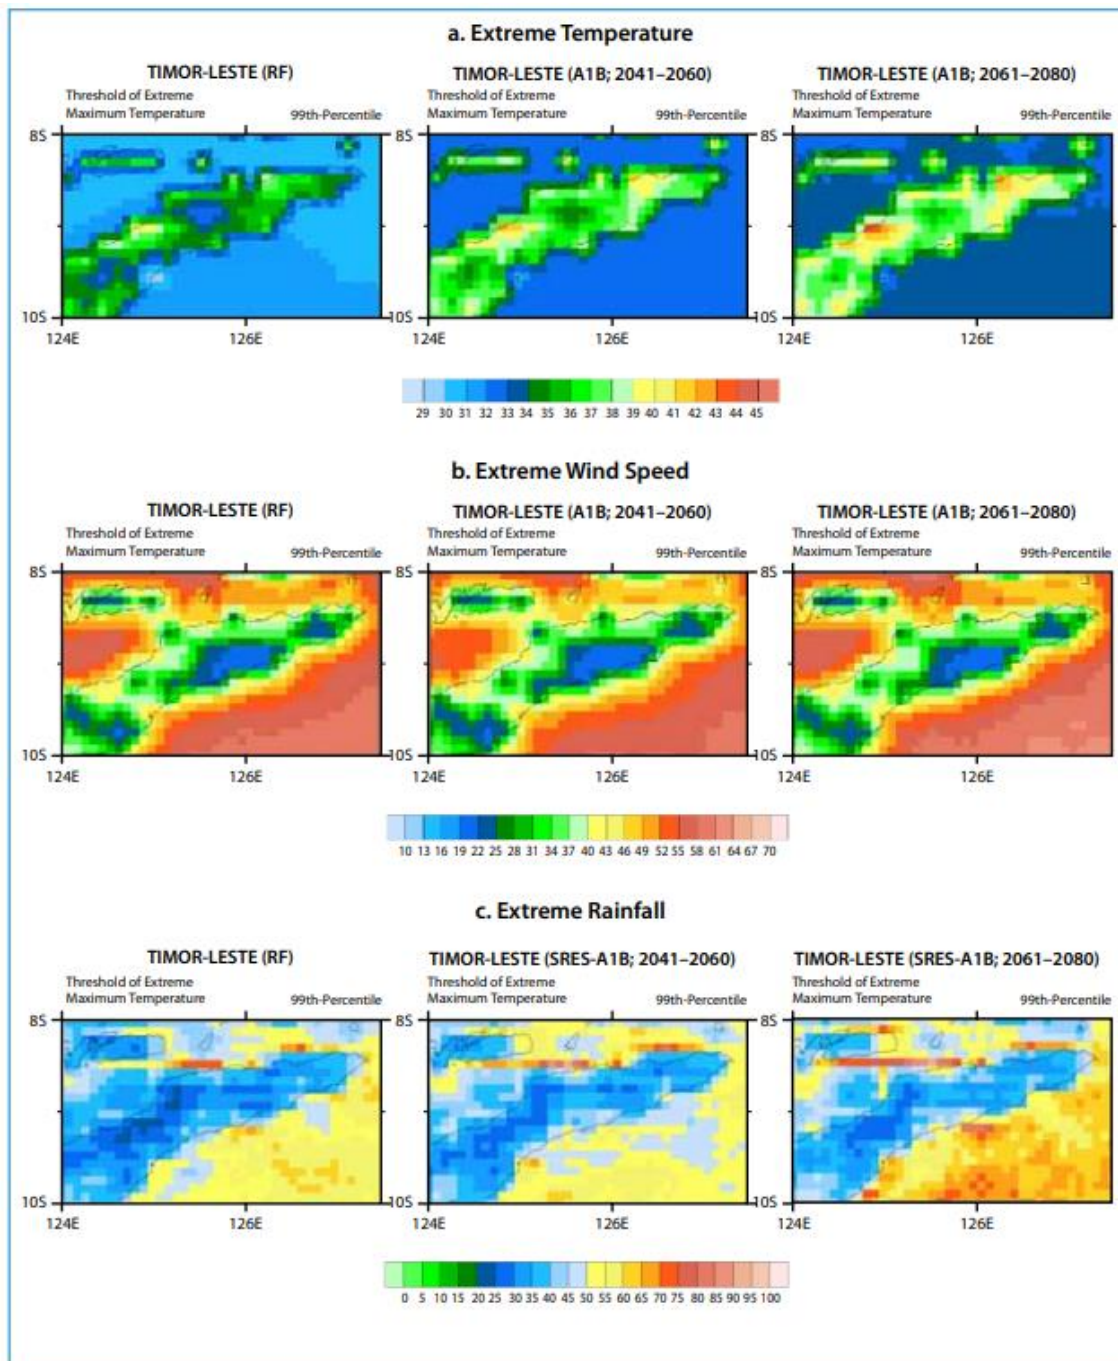 a. Extreme Temperature
TIMOR-LESTE (RF)
TIMOR-LESTE (A1B; 2041–2060)
TIMOR-LESTE (A1B; 2061–2080)
Threshold of Extreme
Maximum Temperature 99th-Percentile
Threshold of Extreme
Maximum Temperature 99th-Percentile
Threshold of Extreme
Maximum Temperature 99th-Percentile
8S
10S
124E 126E
10S
124E 126E
10S
124E 126E
29 30 31 32 33 34 35 36 37 38 39 40 41 42 43 44 45
b. Extreme Wind Speed
TIMOR-LESTE (RF)
TIMOR-LESTE (A1B; 2041–2060)
TIMOR-LESTE (A1B; 2061–2080)
Threshold of Extreme
Maximum Temperature 99th-Percentile
Threshold of Extreme
Maximum Temperature 99th-Percentile
Threshold of Extreme
Maximum Temperature 99th-Percentile
8S
10S
124E 126E
10S
124E 126E
10S
124E 126E
10 13 16 19 22 25 28 31 34 37 40 43 46 49 52 55 58 61 64 67 70
c. Extreme Rainfall
TIMOR-LESTE (RF)
TIMOR-LESTE (SRES-A1B; 2041–2060)
TIMOR-LESTE (SRES-A1B; 2061–2080)
Threshold of Extreme
Maximum Temperature 99th-Percentile
Threshold of Extreme
Maximum Temperature 99th-Percentile
Threshold of Extreme
Maximum Temperature 99th-Percentile
8S
10S
124E 126E
10S
124E 126E
10S
124E 126E
0 5 10 15 20 25 30 35 40 45 50 55 60 65 70 75 80 85 90 95 100